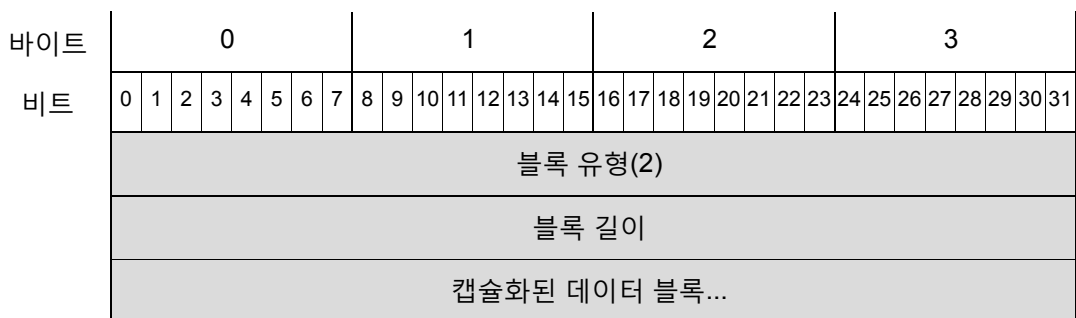 바이트 0 1 2 3
비트 0 1 2 3 4 5 6 7 8 9 10 11 12 13 14 15 16 17 18 19 20 21 22 23 24 25 26 27 28 29 30 31
블록 유형(2)
블록 길이
캡슐화된 데이터 블록...